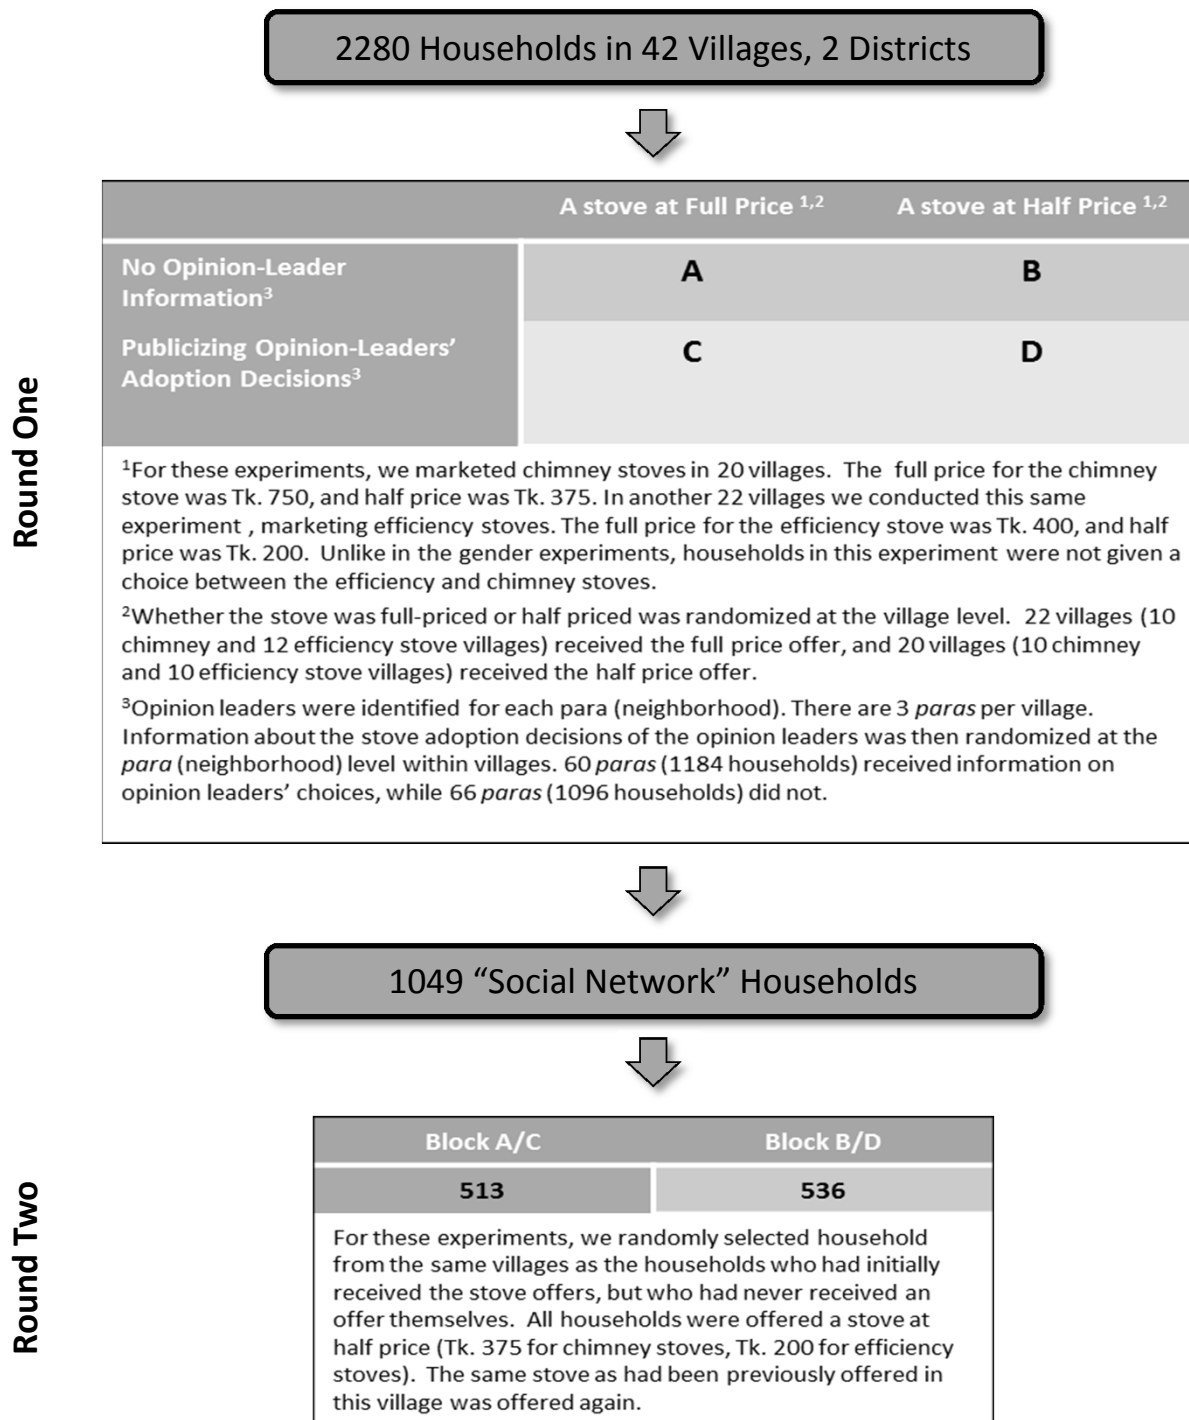 2280 Households in 42 Villages, 2 Districts
Round One
A stove at Full Price 1,2
A stove at Half Price 1,2
No Opinion-Leader
Information3
A
B
Publicizing Opinion-Leaders'
Adoption Decisions3
C
D
1For these experiments, we marketed chimney stoves in 20 villages. The full price for the chimney
stove was Tk. 750, and half price was Tk. 375. In another 22 villages we conducted this same
experiment , marketing efficiency stoves. The full price for the efficiency stove was Tk. 400, and half
price was Tk. 200. Unlike in the gender experiments, households in this experiment were not given a
choice between the efficiency and chimney stoves.
2Whether the stove was full-priced or half priced was randomized at the village level. 22 villages (10
chimney and 12 efficiency stove villages) received the full price offer, and 20 villages (10 chimney
and 10 efficiency stove villages) received the half price offer.
3Opinion leaders were identified for each para (neighborhood). There are 3 paras per village.
Information about the stove adoption decisions of the opinion leaders was then randomized at the
para (neighborhood) level within villages. 60 paras (1184 households) received information on
opinion leaders' choices, while 66 paras (1096 households) did not.
1049 “Social Network” Households
Round Two
Block A/C
Block B/D
513
536
For these experiments, we randomly selected household
from the same villages as the households who had initially
received the stove offers, but who had never received an
offer themselves. All households were offered a stove at
half price (Tk. 375 for chimney stoves, Tk. 200 for efficiency
stoves). The same stove as had been previously offered in
this village was offered again.